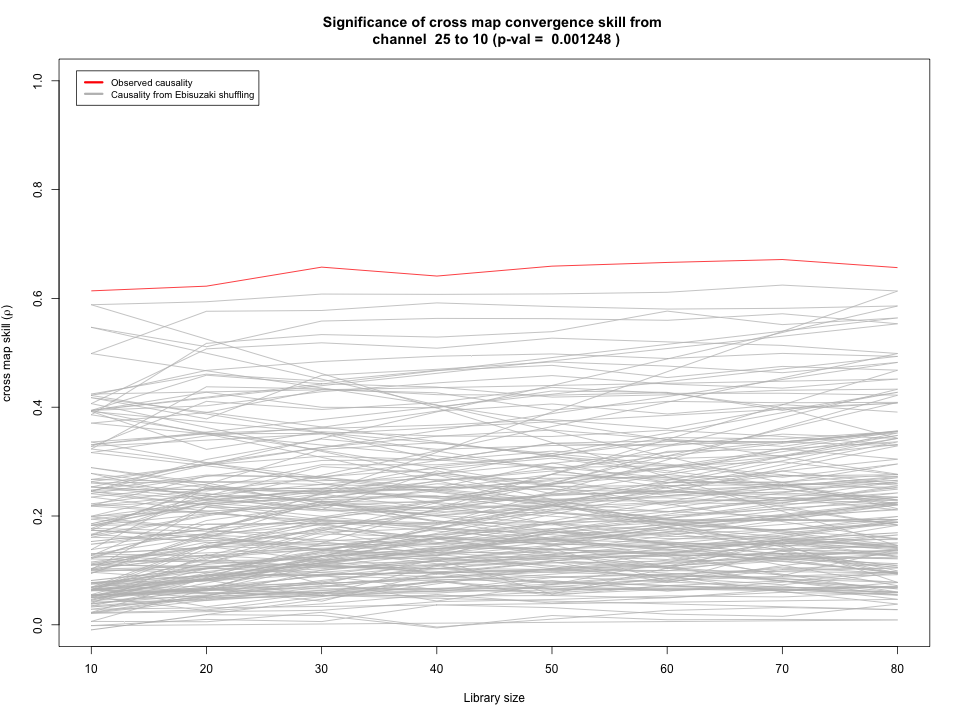 Significance of cross map convergence skill from
channel  25 to 10 (p-val =  0.001248 )
Observed causality
Causality from Ebisuzaki shuffling
cross map skill (ρ)
1.0
0.8
0.6
0.4
0.2
0.0
10 20 30 40 50 60 70 80
Library size